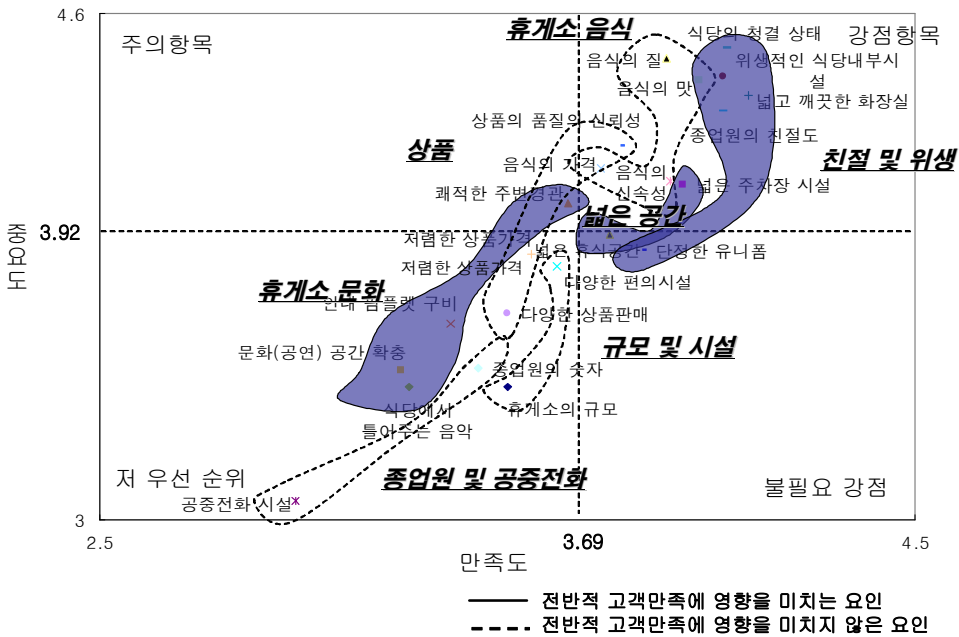 4.6
휴게소 음식
주의항목
식당의 청결 상태
강점항목
음식의 질
위생적인 식당내부시
설
음식의 맛
넓고 깨끗한 화장실
상품의 품질의 신뢰성
종업원의 친절도
상품
친절 및 위생
음식의 가격
음식의
신속성
쾌적한 주변경관
넓은 주차장 시설
넓은 공간
중요도
3.92
저렴한 상품가격
넓은 휴식공간
단정한 유니폼
저렴한 상품가격
다양한 편의시설
휴게소 문화
안내 팜플렛 구비
다양한 상품판매
규모 및 시설
문화(공연) 공간 확충
종업원의 숫자
식당에서
틀어주는 음악
휴게소의 규모
저 우선 순위
종업원 및 공중전화
불필요 강점
공중전화 시설
3
2.5
3.69
4.5
만족도
전반적 고객만족에 영향을 미치는 요인
전반적 고객만족에 영향을 미치지 않은 요인